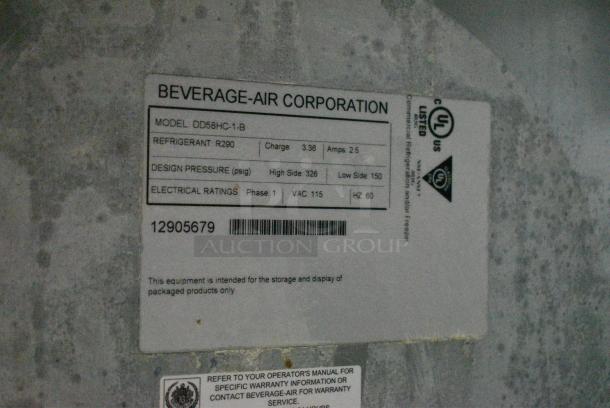 BEVERAGE-AIR CORPORATION
MODEL: DD58HC-1-B
REFRIGERANT: R290 Charge: 3.36 Amps: 2.5
DESIGN PRESSURE (psig) High Side: 326 Low Side: 150
ELECTRICAL RATINGS Phase: 1 VAC: 115 HZ: 60
12905679
AUCTION GROUP
This equipment is intended for the storage and display of
packaged products only
C UL US
LISTED
Commercial Refrigerator and/or Freezer
REFER TO YOUR OPERATOR'S MANUAL FOR
SPECIFIC WARRANTY INFORMATION OR
CONTACT BEVERAGE-AIR FOR WARRANTY
SERVICE.